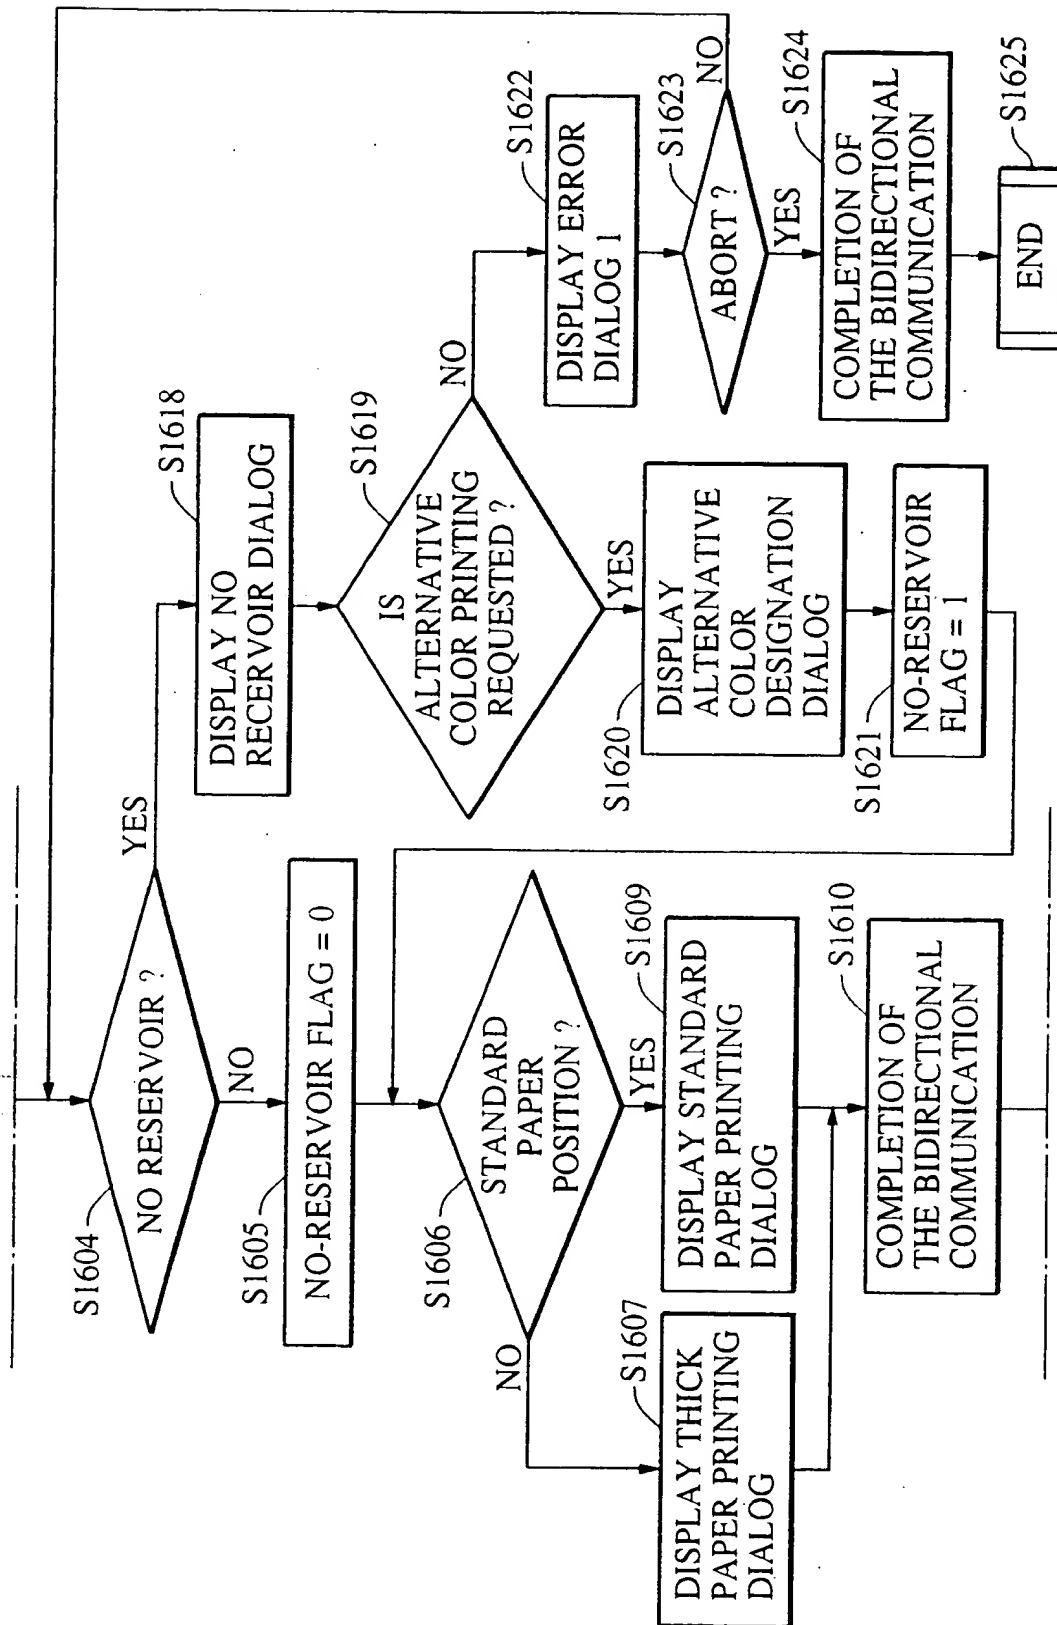 S1604
NO RESERVOIR ?
YES
NO
S1605
NO-RESERVOIR FLAG = 0
S1606
STANDARD
PAPER
POSITION ?
NO
YES
S1607
DISPLAY THICK
PAPER PRINTING
DIALOG
S1609
DISPLAY STANDARD
PAPER PRINTING
DIALOG
S1610
COMPLETION OF
THE BIDIRECTIONAL
COMMUNICATION
S1618
DISPLAY NO
RECERVOIR DIALOG
S1619
IS
ALTERNATIVE
COLOR PRINTING
REQUESTED ?
NO
YES
S1620
DISPLAY
ALTERNATIVE
COLOR
DESIGNATION
DIALOG
S1621
NO-RESERVOIR
FLAG = 1
S1622
DISPLAY ERROR
DIALOG 1
S1623
ABORT ?
NO
YES
S1624
COMPLETION OF
THE BIDIRECTIONAL
COMMUNICATION
S1625
END